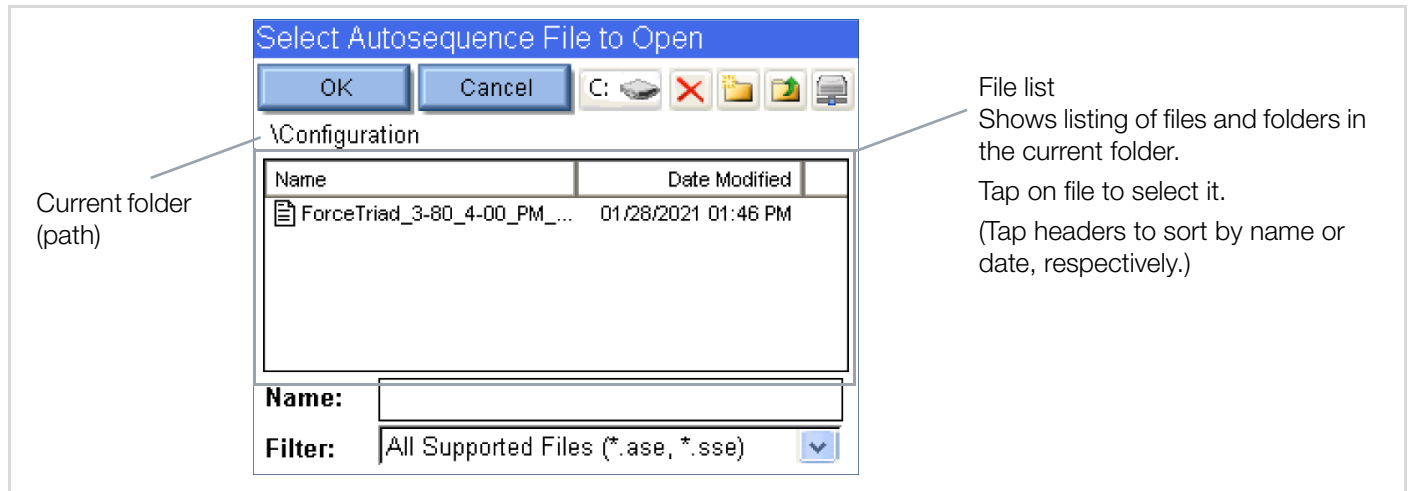 Select Autosequence File to Open
OK Cancel C:
\Configuration
Name Date Modified
ForceTriad_3-80_4-00_PM_... 01/28/2021 01:46 PM
Name:
Filter: All Supported Files (*.ase, *.sse)
Current folder
(path)
File list
Shows listing of files and folders in
the current folder.
Tap on file to select it.
(Tap headers to sort by name or
date, respectively.)